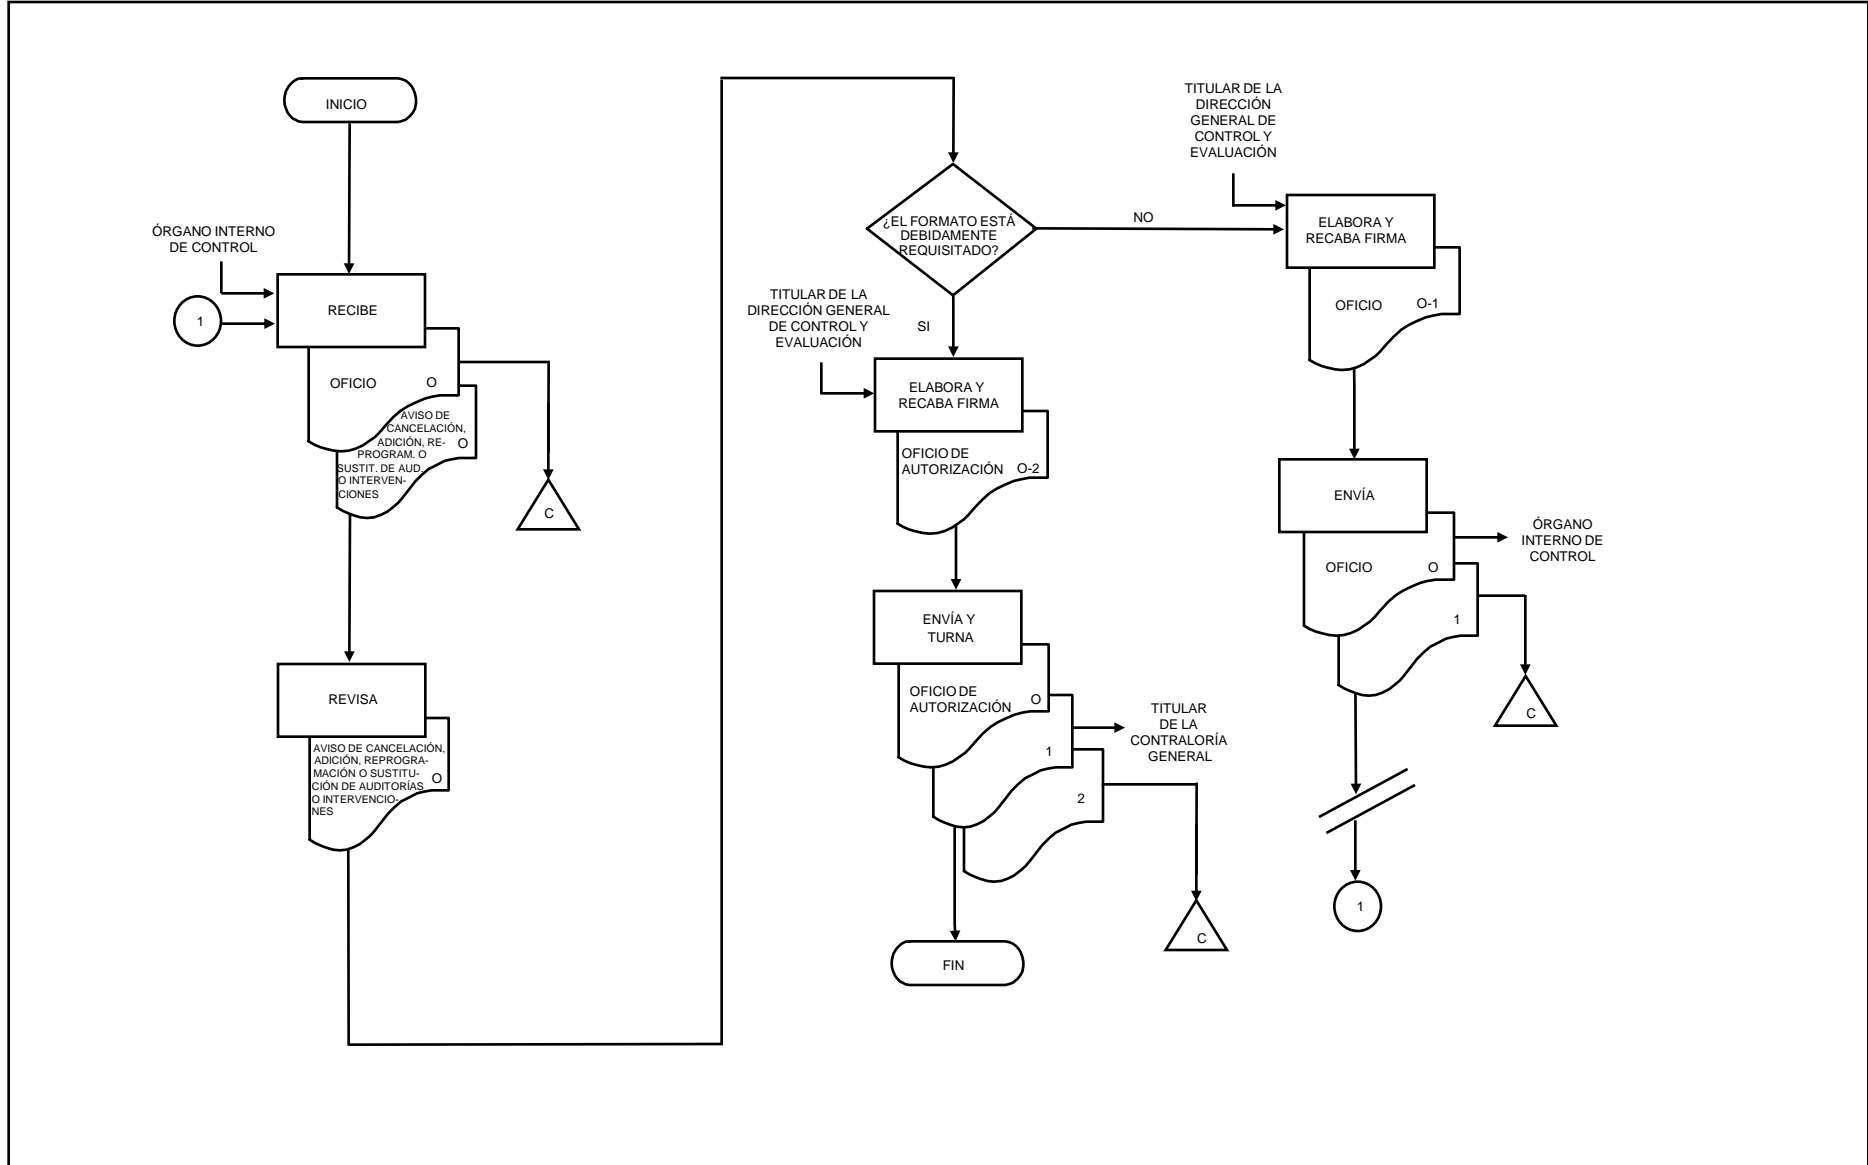 INICIO
ÓRGANO INTERNO
DE CONTROL
1
RECIBE
OFICIO
O
AVISO DE
CANCELACIÓN,
ADICIÓN, RE-
PROGRAM. O
SUSTIT. DE AUD.
O INTERVEN-
CIONES
O
C
REVISA
AVISO DE CANCELACIÓN,
ADICIÓN, REPROGRA-
MACIÓN O SUSTITU-
CIÓN DE AUDITORÍAS
O INTERVENCIO-
NES
O
¿EL FORMATO ESTÁ
DEBIDAMENTE
REQUISITADO?
NO
SI
TITULAR DE LA
DIRECCIÓN GENERAL
DE CONTROL Y
EVALUACIÓN
ELABORA Y
RECABA FIRMA
OFICIO DE
AUTORIZACIÓN O-2
ENVÍA Y
TURNA
OFICIO DE
AUTORIZACIÓN
O
1
2
TITULAR
DE LA
CONTRALORÍA
GENERAL
C
FIN
TITULAR DE LA
DIRECCIÓN
GENERAL DE
CONTROL Y
EVALUACIÓN
ELABORA Y
RECABA FIRMA
OFICIO O-1
ENVÍA
OFICIO O
1
ÓRGANO
INTERNO DE
CONTROL
C
1